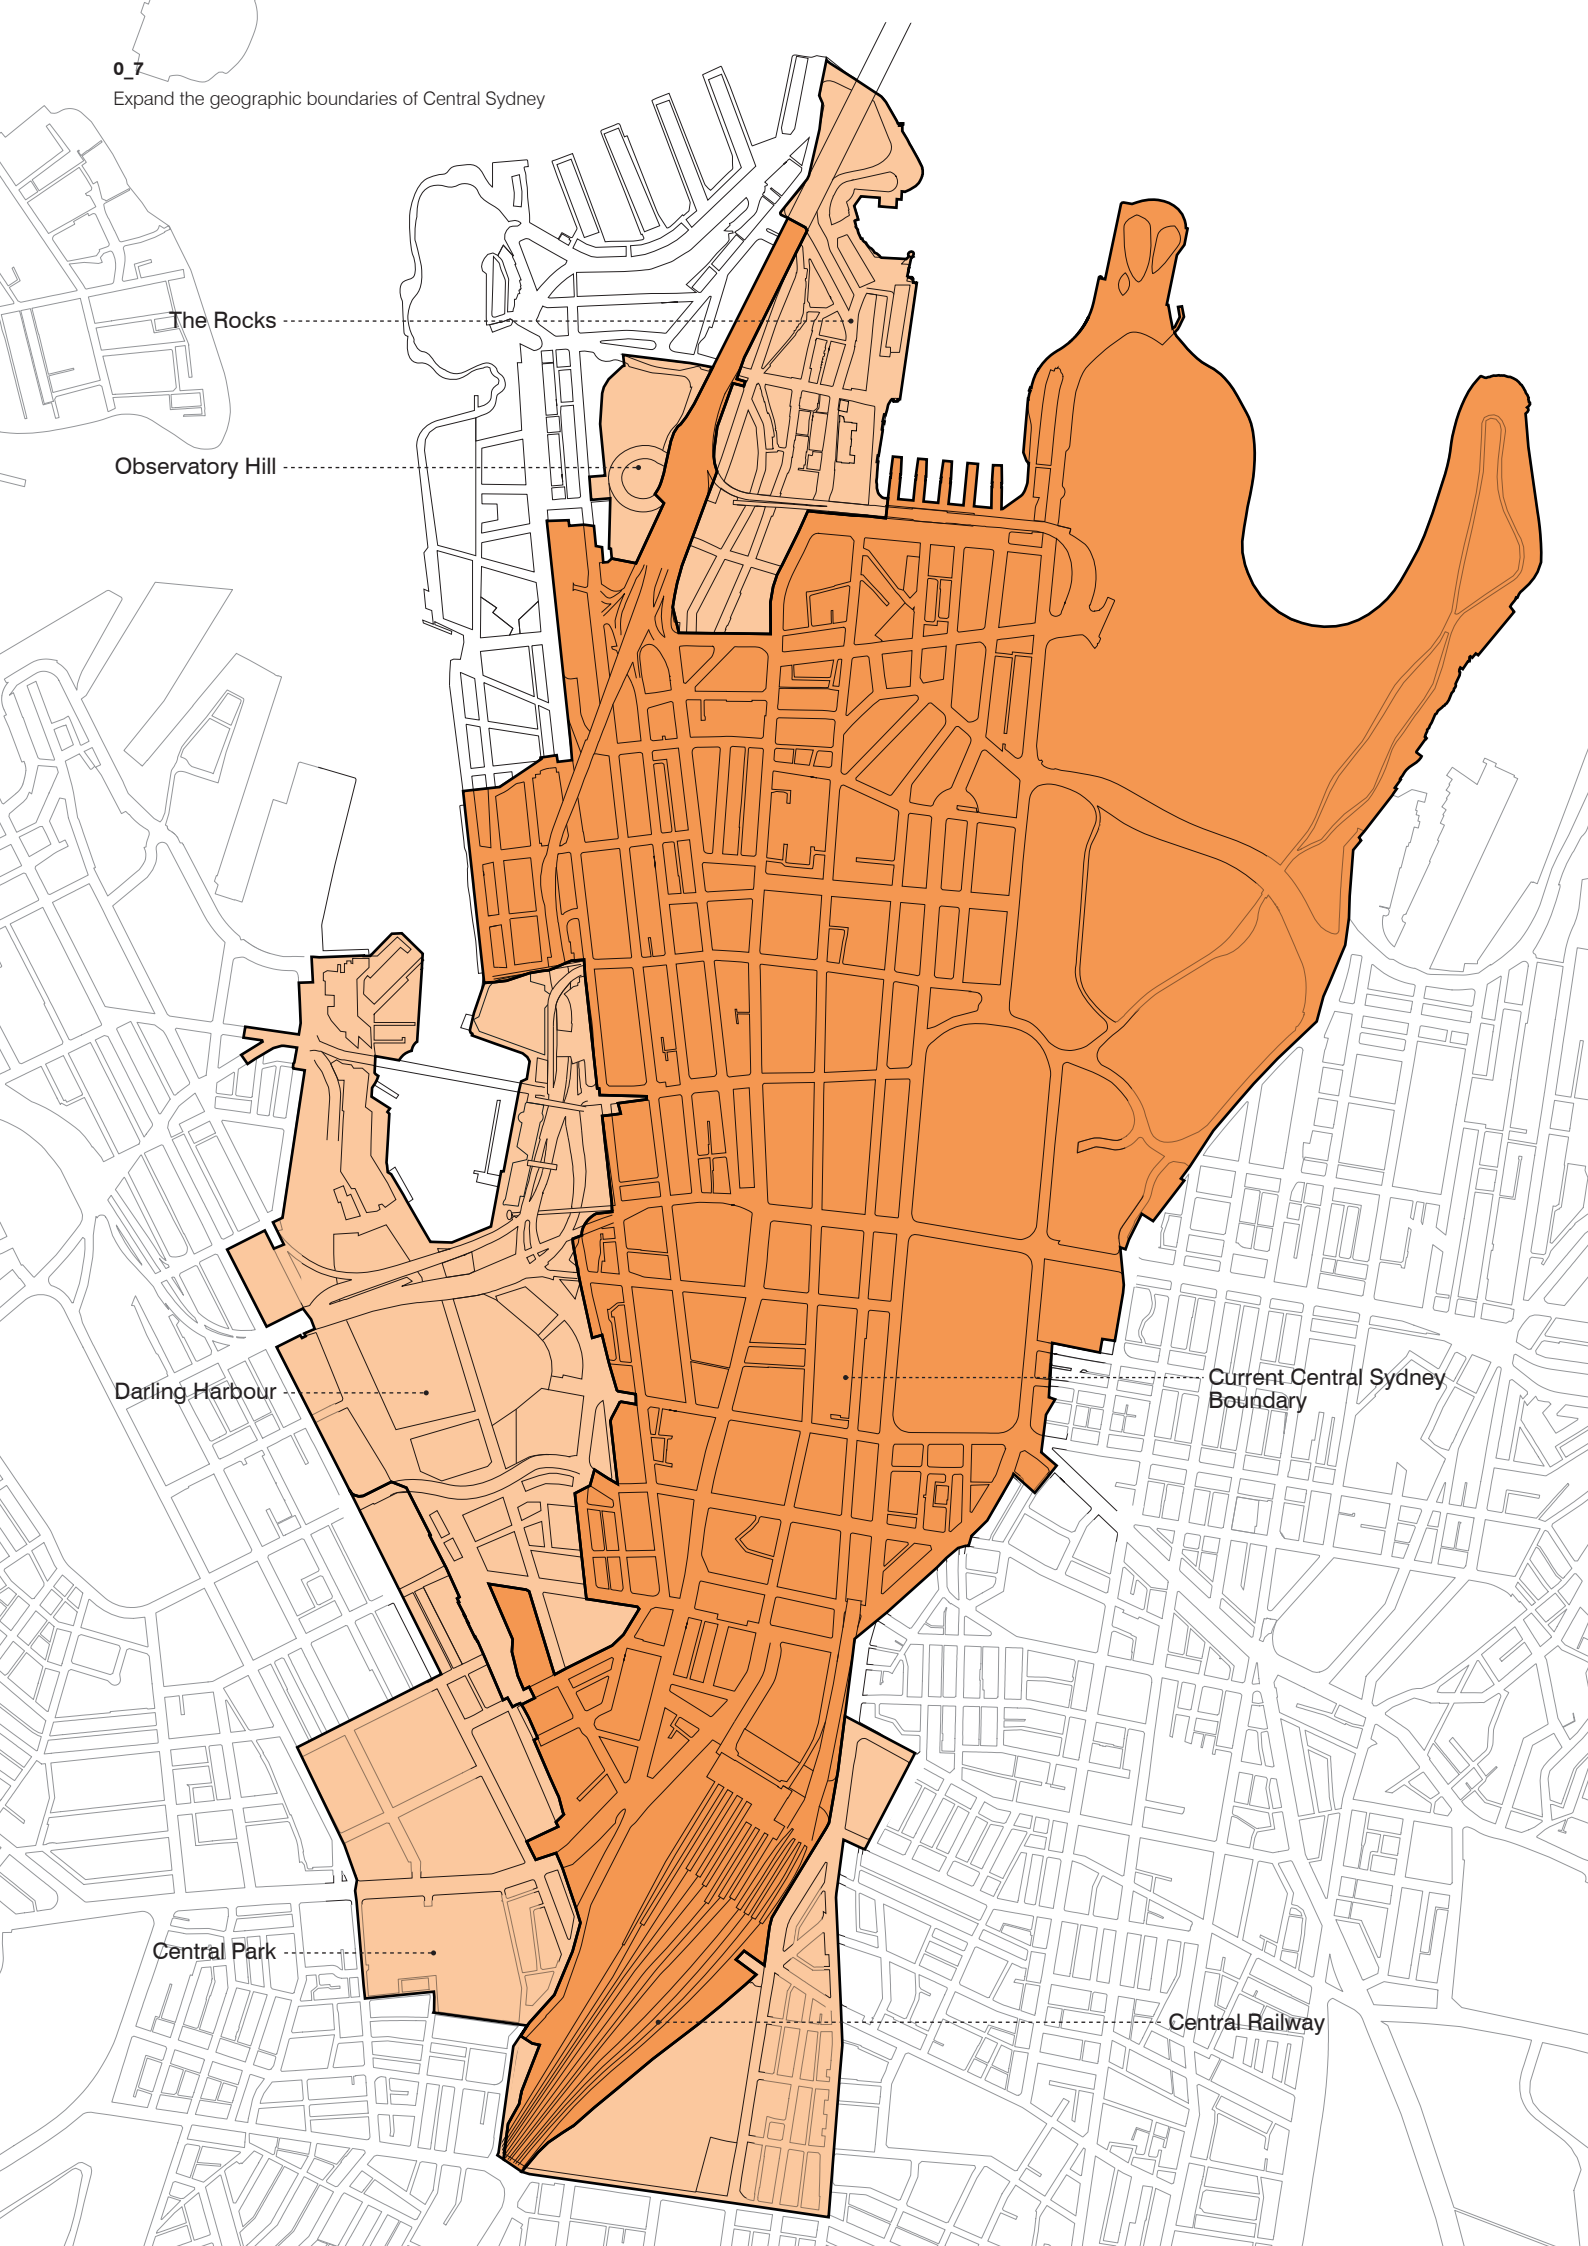 0_7
Expand the geographic boundaries of Central Sydney
The Rocks
Observatory Hill
Darling Harbour
Current Central Sydney
Boundary
Central Park
Central Railway